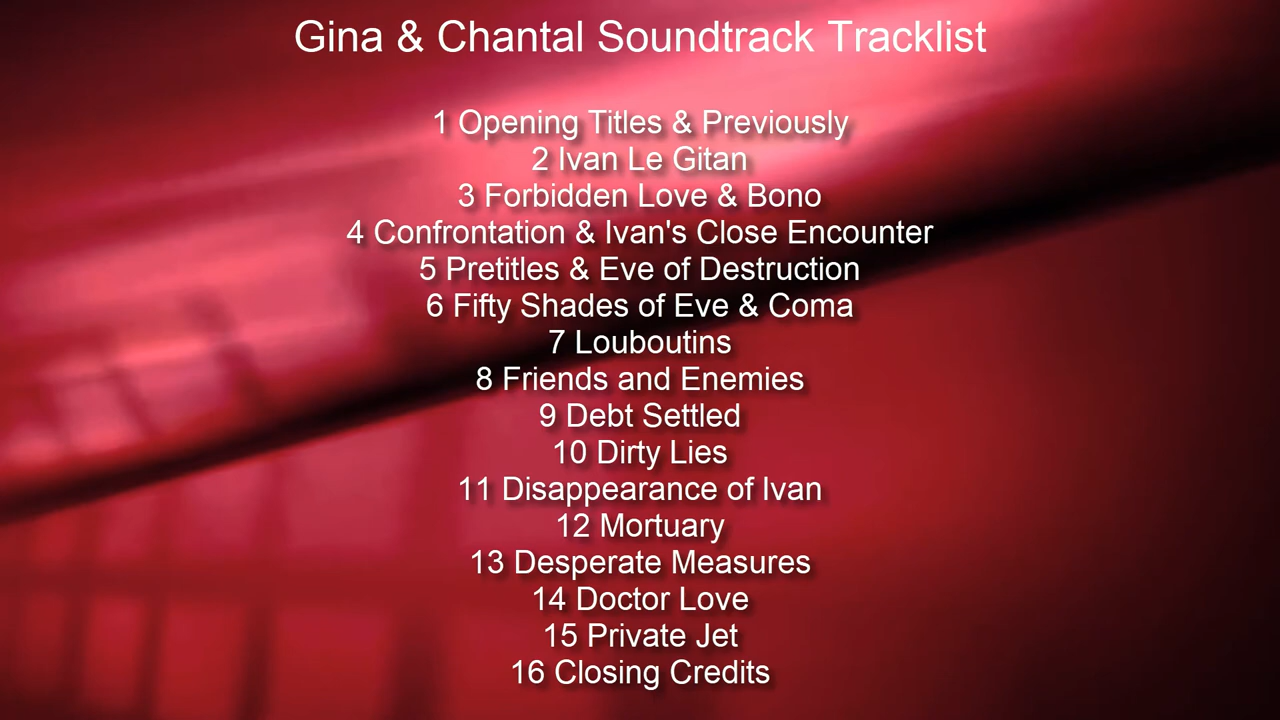 Gina & Chantal Soundtrack Tracklist
1 Opening Titles & Previously
2 Ivan Le Gitan
3 Forbidden Love & Bono
4 Confrontation & Ivan's Close Encounter
5 Pretitles & Eve of Destruction
6 Fifty Shades of Eve & Coma
7 Louboutins
8 Friends and Enemies
9 Debt Settled
10 Dirty Lies
11 Disappearance of Ivan
12 Mortuary
13 Desperate Measures
14 Doctor Love
15 Private Jet
16 Closing Credits